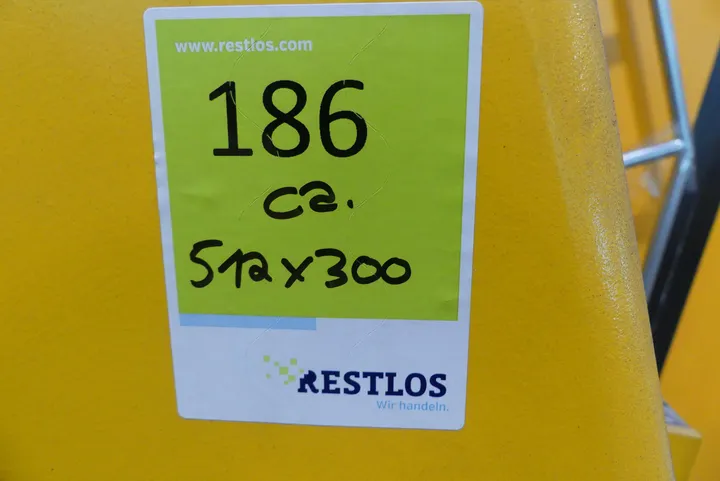 www.restlos.com
186
ca.
512x300
RESTLOS
Wir handeln.